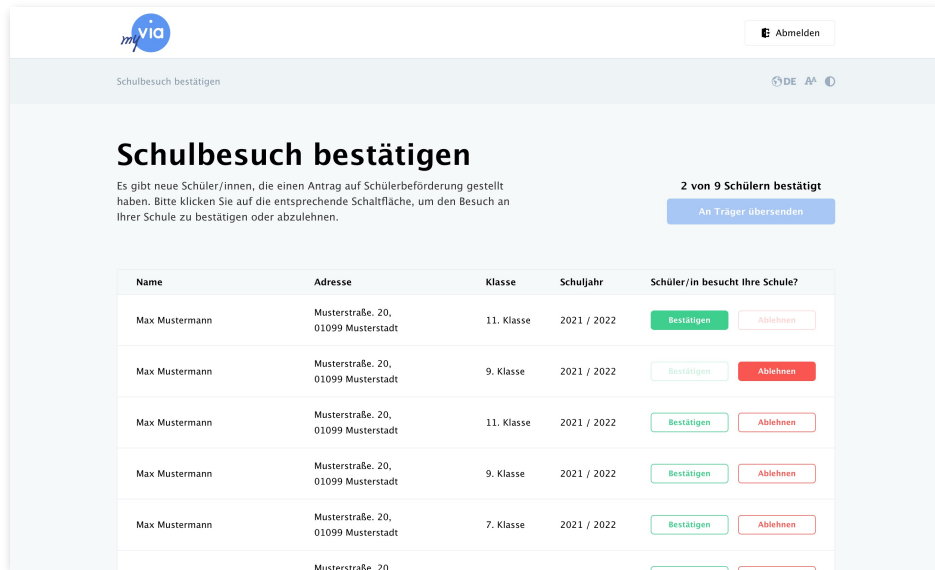 my via
Abmelden
Schulbesuch bestätigen
DE AA
Schulbesuch bestätigen
Es gibt neue Schüler/innen, die einen Antrag auf Schülerbeförderung gestellt
haben. Bitte klicken Sie auf die entsprechende Schaltfläche, um den Besuch an
Ihrer Schule zu bestätigen oder abzulehnen.
2 von 9 Schülern bestätigt
An Träger übersenden
Name Adresse Klasse Schuljahr Schüler/in besucht Ihre Schule?
Max Mustermann Musterstraße. 20, 11. Klasse 2021 / 2022 Bestätigen Ablehnen
01099 Musterstadt
Max Mustermann Musterstraße. 20, 9. Klasse 2021 / 2022 Bestätigen Ablehnen
01099 Musterstadt
Max Mustermann Musterstraße. 20, 11. Klasse 2021 / 2022 Bestätigen Ablehnen
01099 Musterstadt
Max Mustermann Musterstraße. 20, 9. Klasse 2021 / 2022 Bestätigen Ablehnen
01099 Musterstadt
Max Mustermann Musterstraße. 20, 7. Klasse 2021 / 2022 Bestätigen Ablehnen
01099 Musterstadt
Musterstraße. 20,